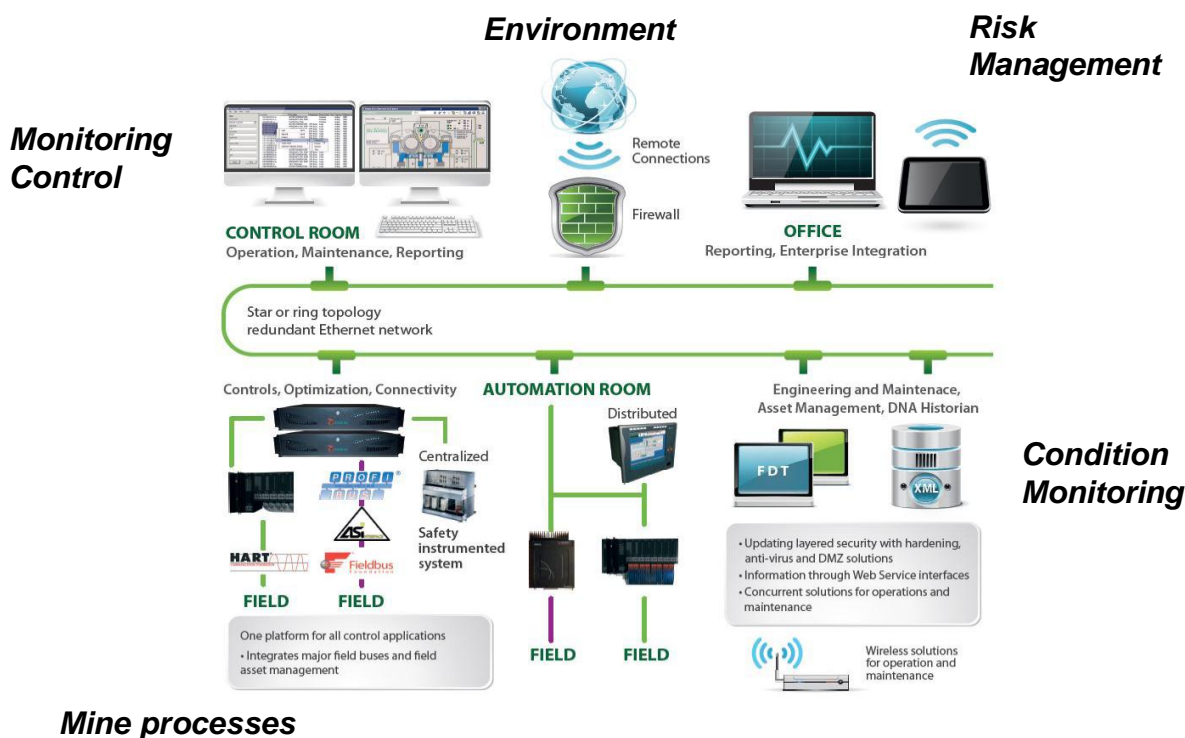 Environment
Risk
Management
Monitoring
Control
Remote
Connections
Firewall
CONTROL ROOM
Operation, Maintenance, Reporting
OFFICE
Reporting, Enterprise Integration
Star or ring topology
redundant Ethernet network
Controls, Optimization, Connectivity
AUTOMATION ROOM
Engineering and Maintenace,
Asset Management, DNA Historian
Distributed
Centralized
PROFI
BUS
FDT
XML
Condition
Monitoring
ASi
Safety
instrumented
system
HART
Fieldbus
Foundation
FIELD
FIELD
• Updating layered security with hardening,
anti-virus and DMZ solutions
• Information through Web Service interfaces
• Concurrent solutions for operations and
maintenance
One platform for all control applications
• Integrates major field buses and field
asset management
FIELD
FIELD
Wireless solutions
for operation and
maintenance
Mine processes